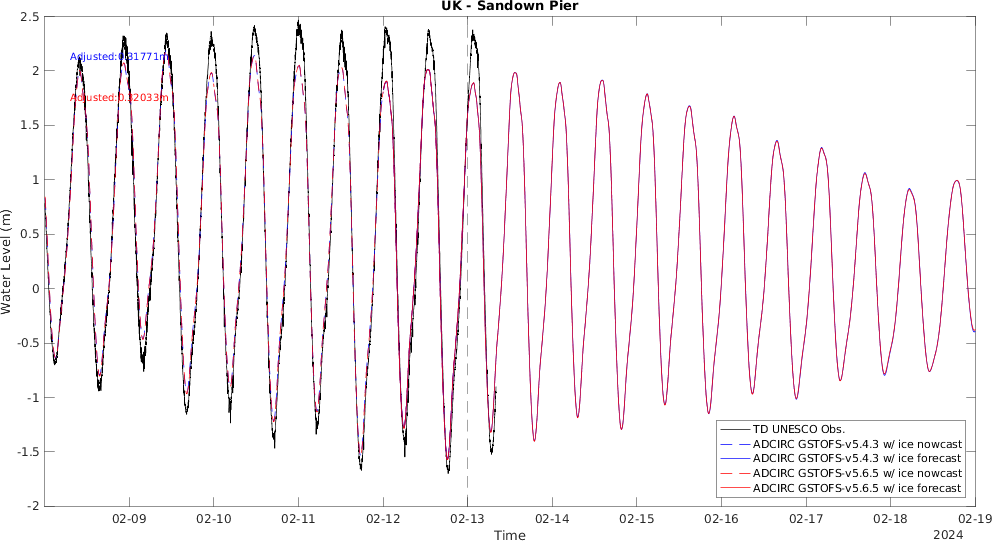 UK - Sandown Pier
2.5
2
1.5
1
0.5
0
-0.5
-1
-1.5
-2
Water Level (m)
Adjusted:0.31771m
Adjusted:0.32033m
TD UNESCO Obs.
ADCIRC GSTOFS-v5.4.3 w/ ice nowcast
ADCIRC GSTOFS-v5.4.3 w/ ice forecast
ADCIRC GSTOFS-v5.6.5 w/ ice nowcast
ADCIRC GSTOFS-v5.6.5 w/ ice forecast
02-09 02-10 02-11 02-12 02-13 02-14 02-15 02-16 02-17 02-18 02-19
Time
2024